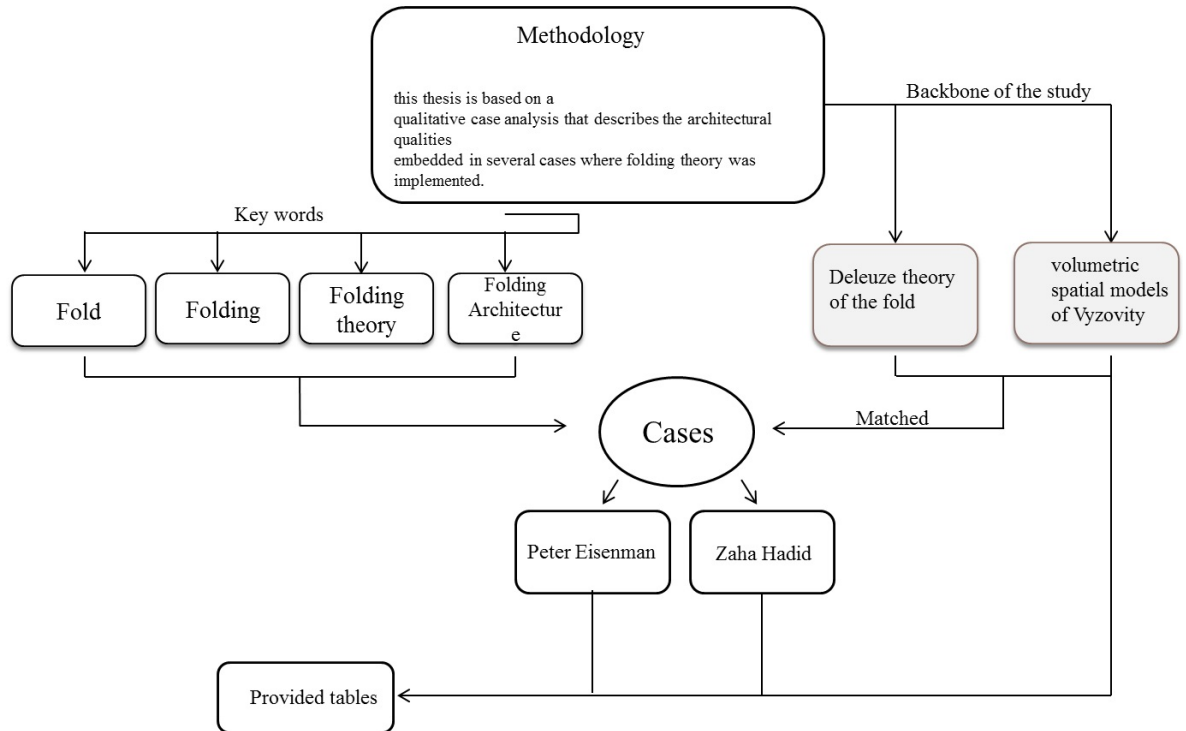 Methodology
this thesis is based on a
qualitative case analysis that describes the architectural
qualities
embedded in several cases where folding theory was
implemented.
Backbone of the study
Key words
Fold
Folding
Folding
theory
Folding
Architectur
e
Deleuze theory
of the fold
volumetric
spatial models
of Vyzovity
Cases
Matched
Peter Eisenman
Zaha Hadid
Provided tables